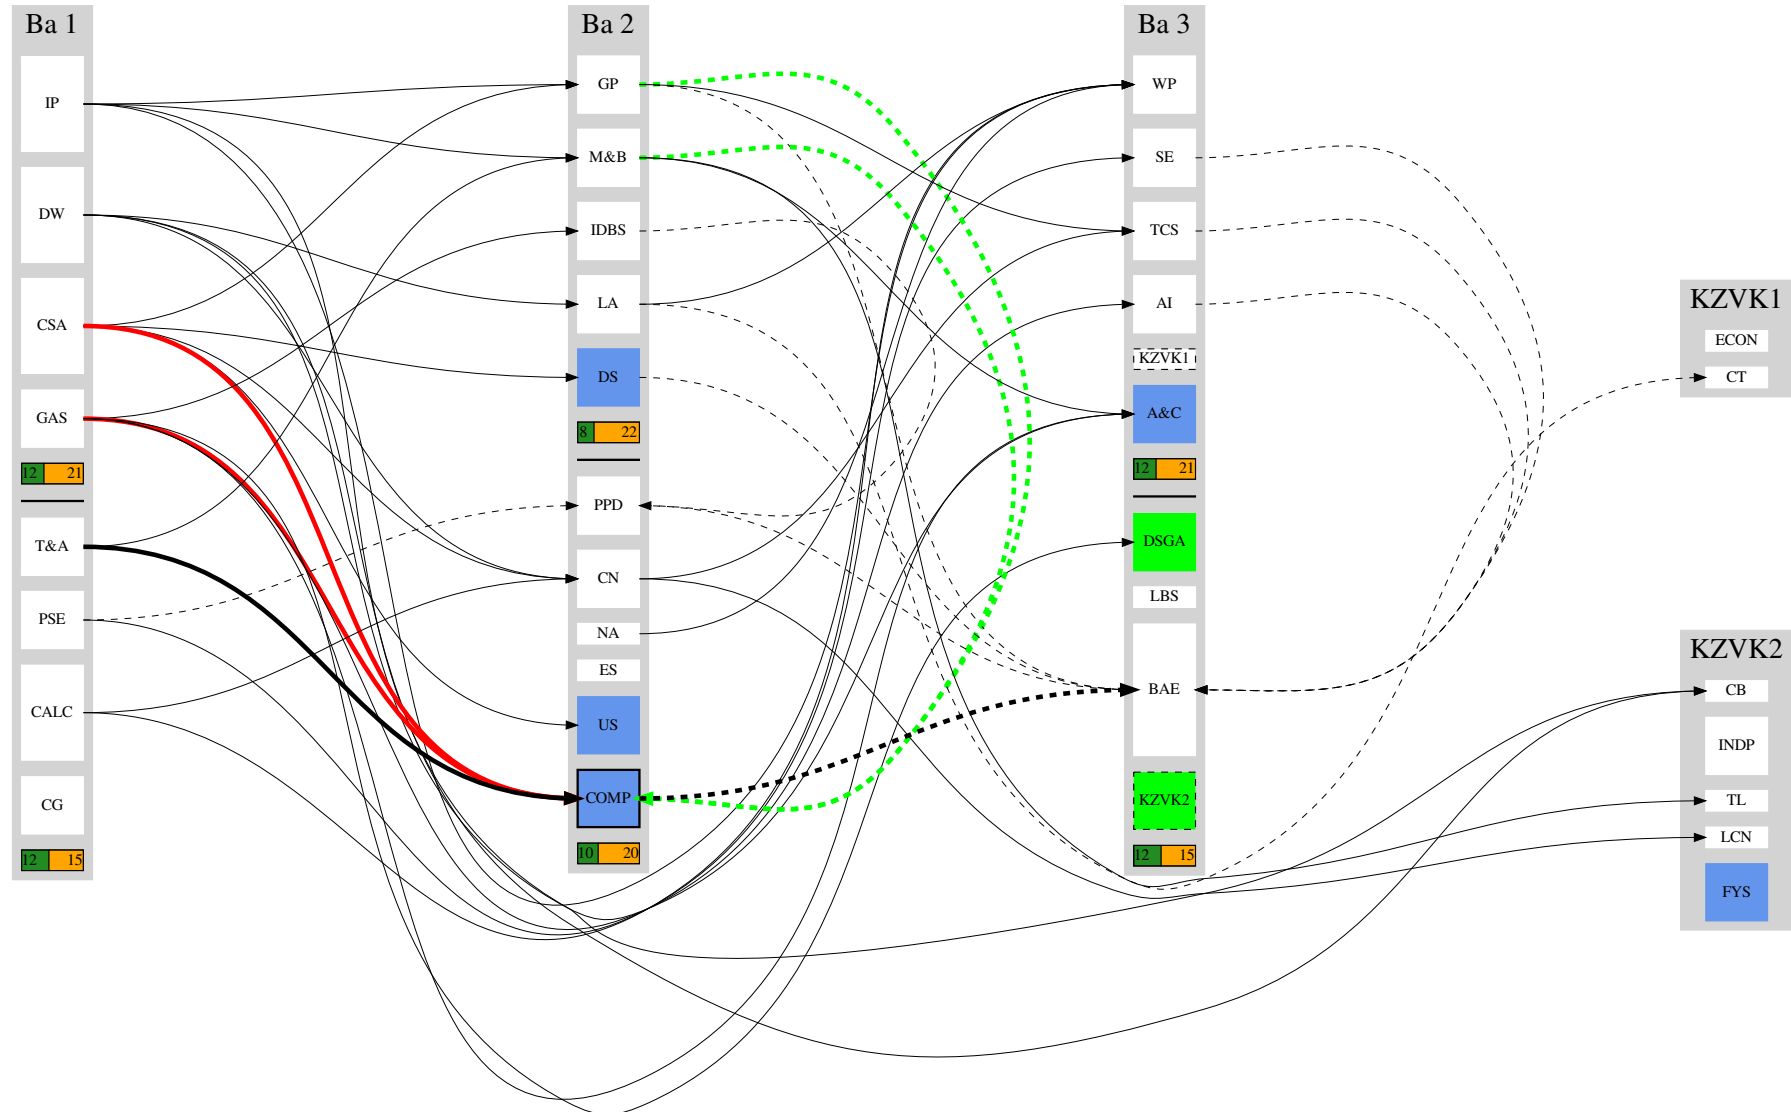 Ba 1
IP
DW
CSA
GAS
12 21
T&A
PSE
CALC
CG
12 15
Ba 2
GP
M&B
IDBS
LA
DS
8 22
PPD
CN
NA
ES
US
COMP
10 20
Ba 3
WP
SE
TCS
AI
KZVK1
A&C
12 21
DSGA
LBS
BAE
KZVK2
12 15
KZVK1
ECON
CT
KZVK2
CB
INDP
TL
LCN
FYS